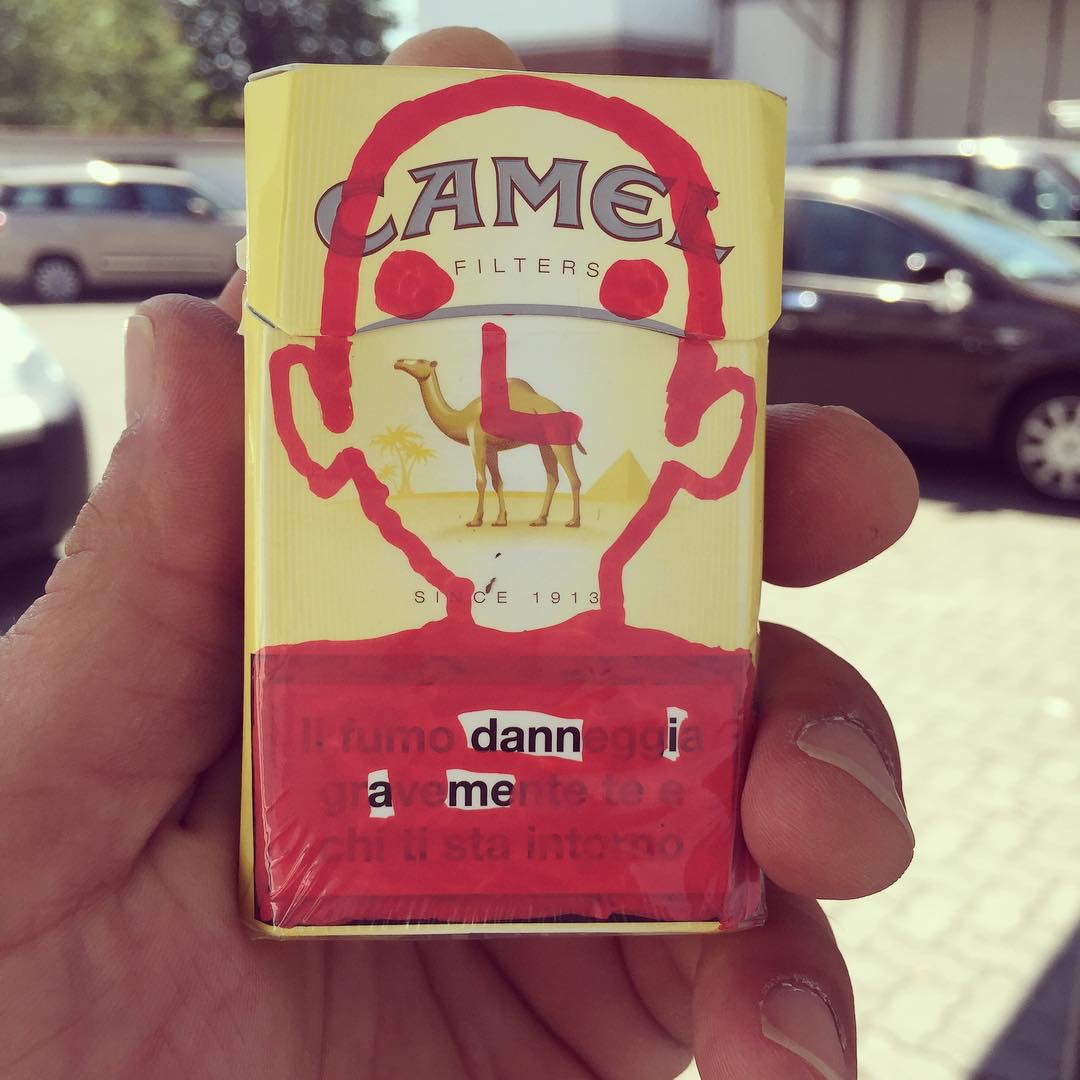 CAMEL
FILTERS
SINCE 1913
Il fumo danneggia
gravemente te e
chi ti sta intorno